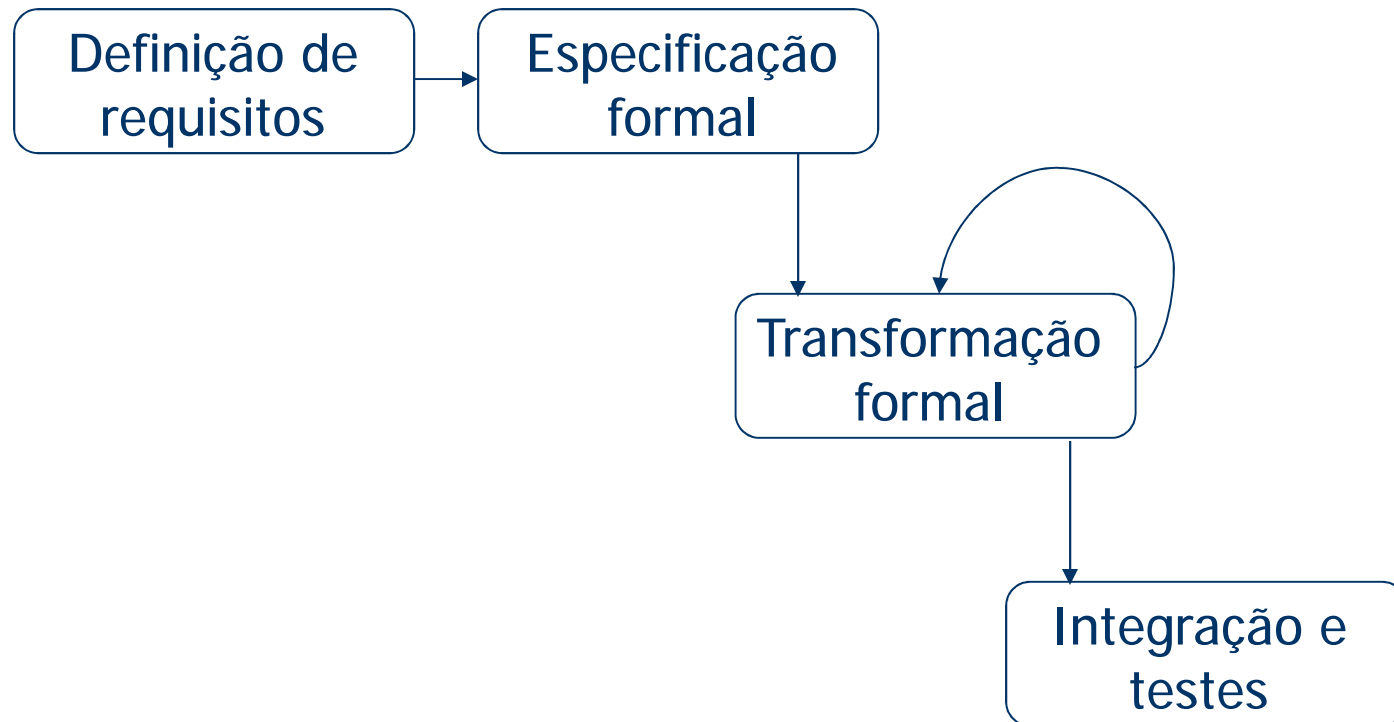 Definição de
requisitos
Especificação
formal
Transformação
formal
Integração e
testes